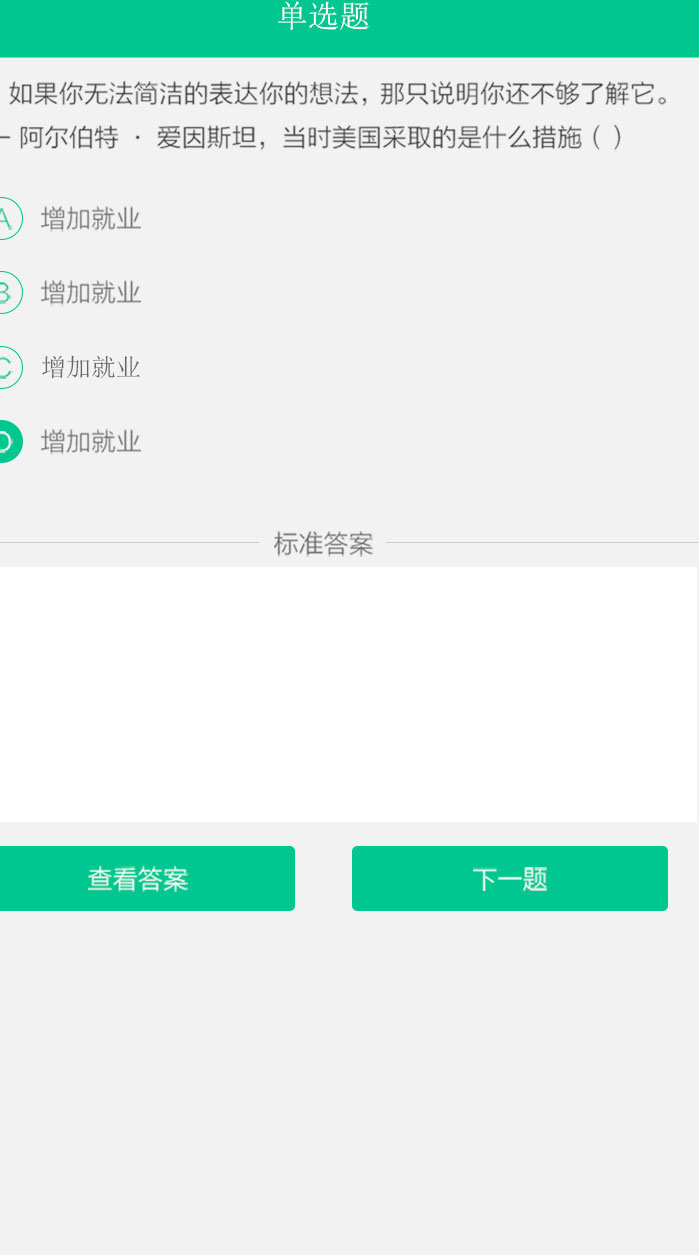 单选题
如果你无法简洁的表达你的想法，那只说明你还不够了解它。
- 阿尔伯特 · 爱因斯坦，当时美国采取的是什么措施（ ）
A 增加就业
B 增加就业
C 增加就业
D 增加就业
标准答案
查看答案 下一题